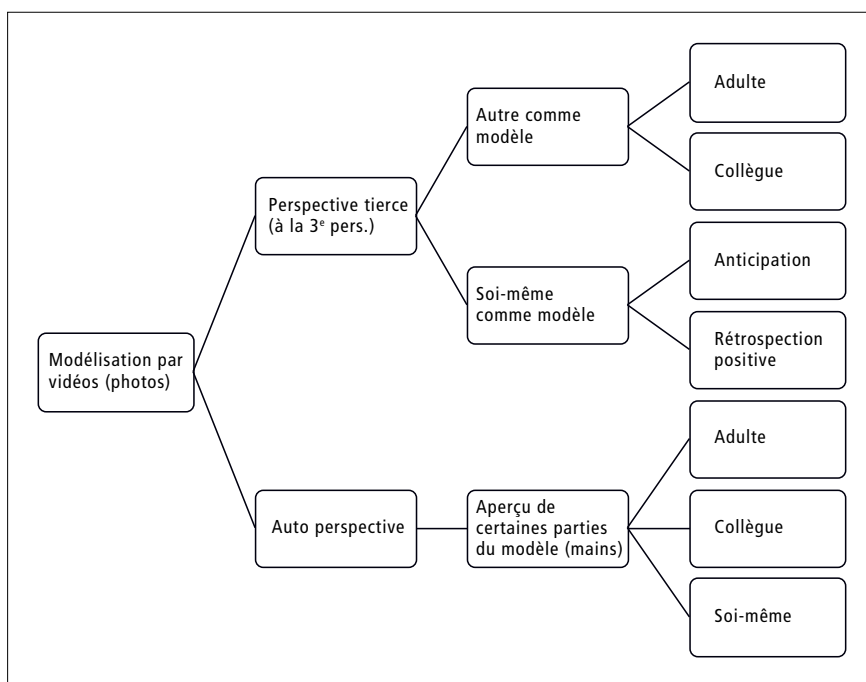 Modélisation par
vidéos (photos)
Perspective tierce
(à la 3e pers.)
Autre comme
modèle
Adulte
Collègue
Soi-même
comme modèle
Anticipation
Rétrospection
positive
Auto perspective
Aperçu de
certaines parties
du modèle (mains)
Adulte
Collègue
Soi-même